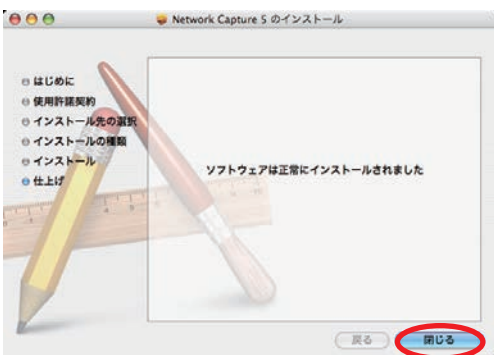 Network Capture 5 のインストール
はじめに
使用許諾契約
インストール先の選択
インストールの種類
インストール
仕上げ
ソフトウェアは正常にインストールされました
戻る
閉じる